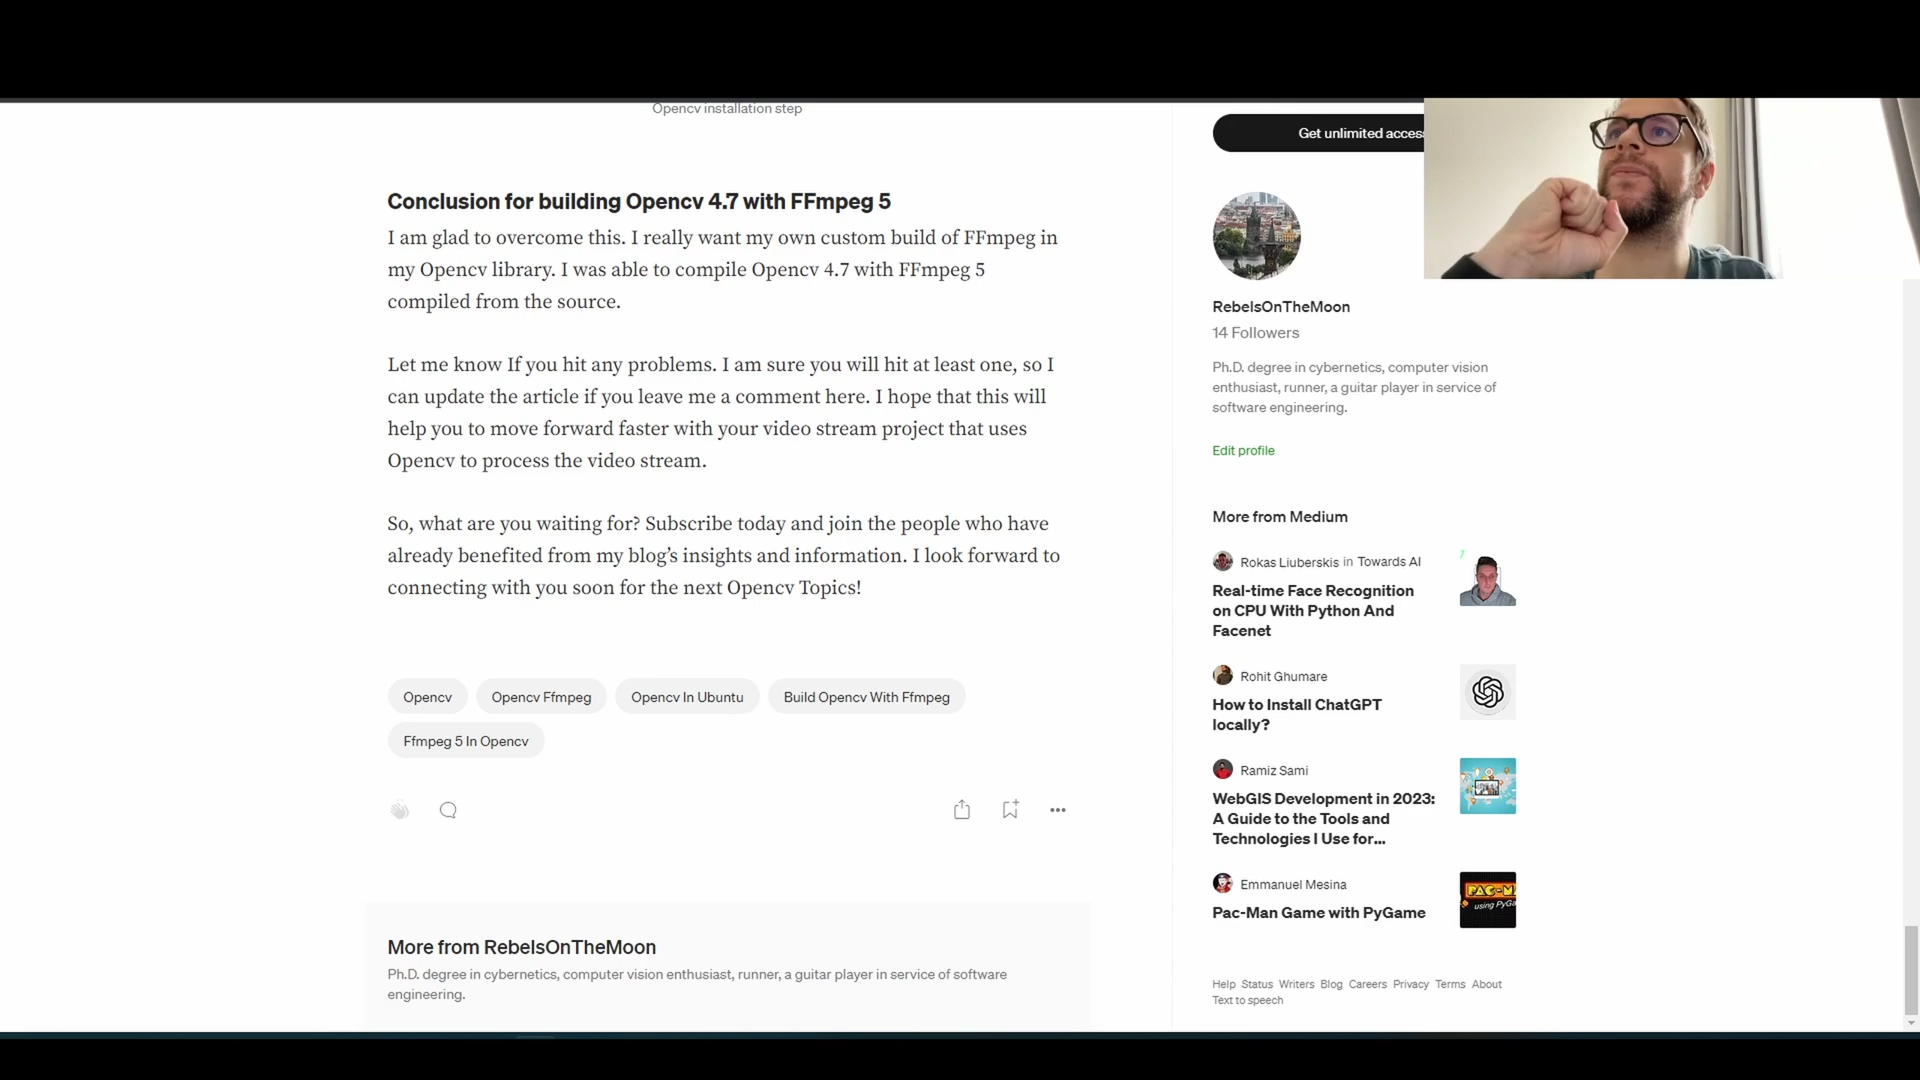 Opencv installation step
Conclusion for building Opencv 4.7 with FFmpeg 5
I am glad to overcome this. I really want my own custom build of FFmpeg in
my Opencv library. I was able to compile Opencv 4.7 with FFmpeg 5
compiled from the source.
Let me know If you hit any problems. I am sure you will hit at least one, so I
can update the article if you leave me a comment here. I hope that this will
help you to move forward faster with your video stream project that uses
Opencv to process the video stream.
So, what are you waiting for? Subscribe today and join the people who have
already benefited from my blog’s insights and information. I look forward to
connecting with you soon for the next Opencv Topics!
Opencv
Opencv Ffmpeg
Opencv In Ubuntu
Build Opencv With Ffmpeg
Ffmpeg 5 In Opencv
More from RebelsOnTheMoon
Ph.D. degree in cybernetics, computer vision enthusiast, runner, a guitar player in service of software
engineering.
Get unlimited access
RebelsOnTheMoon
14 Followers
Ph.D. degree in cybernetics, computer vision
enthusiast, runner, a guitar player in service of
software engineering.
Edit profile
More from Medium
Rokas Liuberskis in Towards AI
Real-time Face Recognition
on CPU With Python And
Facenet
Rohit Ghumare
How to Install ChatGPT
locally?
Ramiz Sami
WebGIS Development in 2023:
A Guide to the Tools and
Technologies I Use for...
Emmanuel Mesina
Pac-Man Game with PyGame
PAC-M
using PyGa
Help Status Writers Blog Careers Privacy Terms About
Text to speech